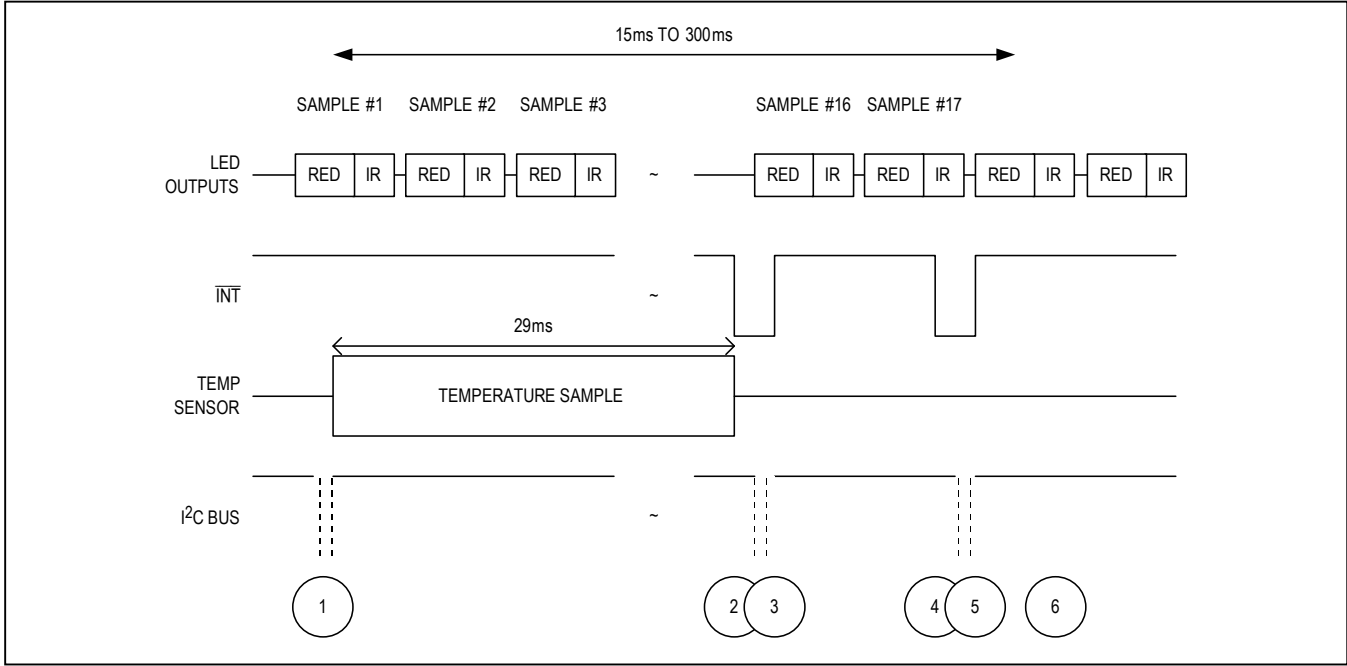 15ms TO 300ms
SAMPLE #1 SAMPLE #2 SAMPLE #3 SAMPLE #16 SAMPLE #17
LED
OUTPUTS
RED IR RED IR RED IR ~ RED IR RED IR RED IR RED IR
INT ~
29ms
TEMP
SENSOR
TEMPERATURE SAMPLE
I2C BUS ~
1 2 3 4 5 6